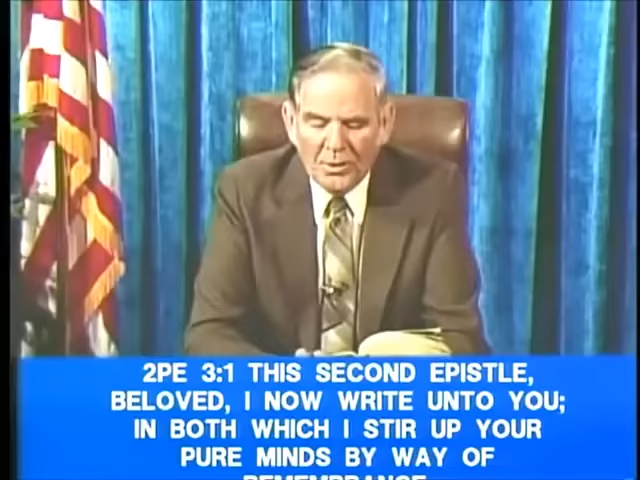 2PE 3:1 THIS SECOND EPISTLE,
BELOVED, I NOW WRITE UNTO YOU;
IN BOTH WHICH I STIR UP YOUR
PURE MINDS BY WAY OF
REMEMBRANCE